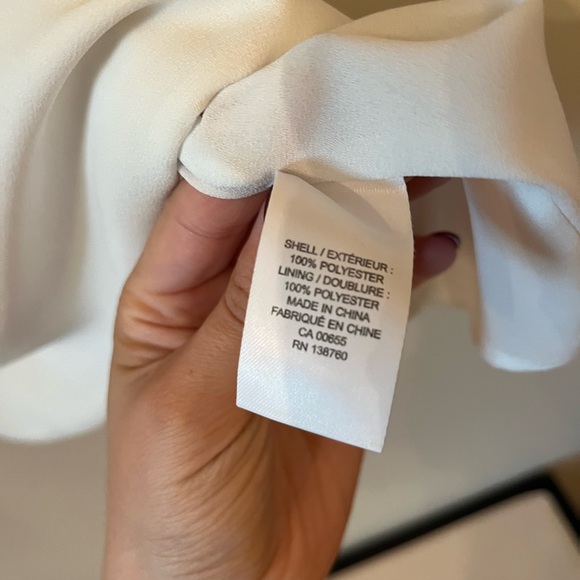 SHELL / EXTÉRIEUR :
100% POLYESTER
LINING / DOUBLURE :
100% POLYESTER
MADE IN CHINA
FABRIQUÉ EN CHINE
CA 00655
RN 138760